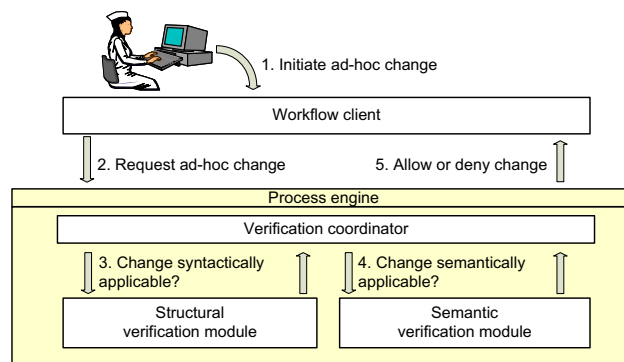 1. Initiate ad-hoc change
Workflow client
2. Request ad-hoc change
5. Allow or deny change
Process engine
Verification coordinator
3. Change syntactically
applicable?
4. Change semantically
applicable?
Structural
verification module
Semantic
verification module